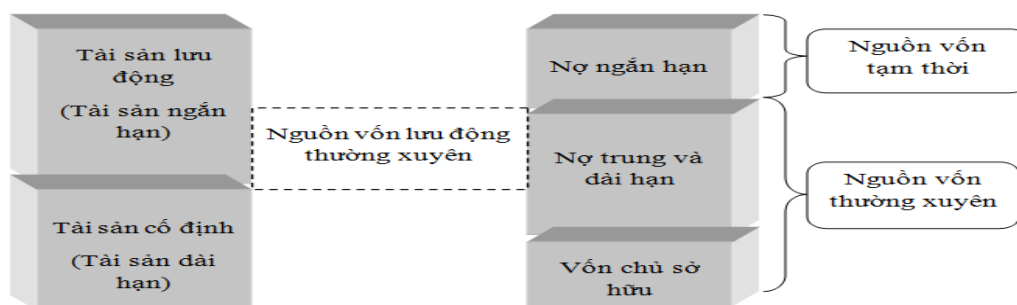 Tài sản lưu
động
(Tài sản ngắn
hạn)
Tài sản cố định
(Tài sản dài
hạn)
Nguồn vốn lưu động
thường xuyên
Nợ ngắn hạn
Nợ trung và
dài hạn
Vốn chủ sở
hữu
Nguồn vốn
tạm thời
Nguồn vốn
thường xuyên